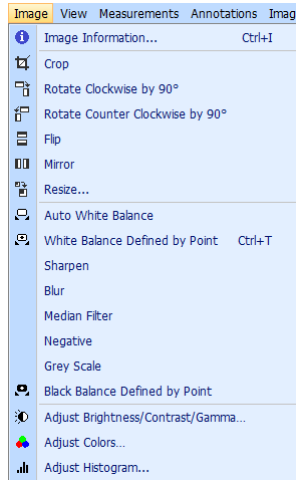 Image View Measurements Annotations Imag
Image Information... Ctrl+I
Crop
Rotate Clockwise by 90°
Rotate Counter Clockwise by 90°
Flip
Mirror
Resize...
Auto White Balance
White Balance Defined by Point Ctrl+T
Sharpen
Blur
Median Filter
Negative
Grey Scale
Black Balance Defined by Point
Adjust Brightness/Contrast/Gamma...
Adjust Colors...
Adjust Histogram...